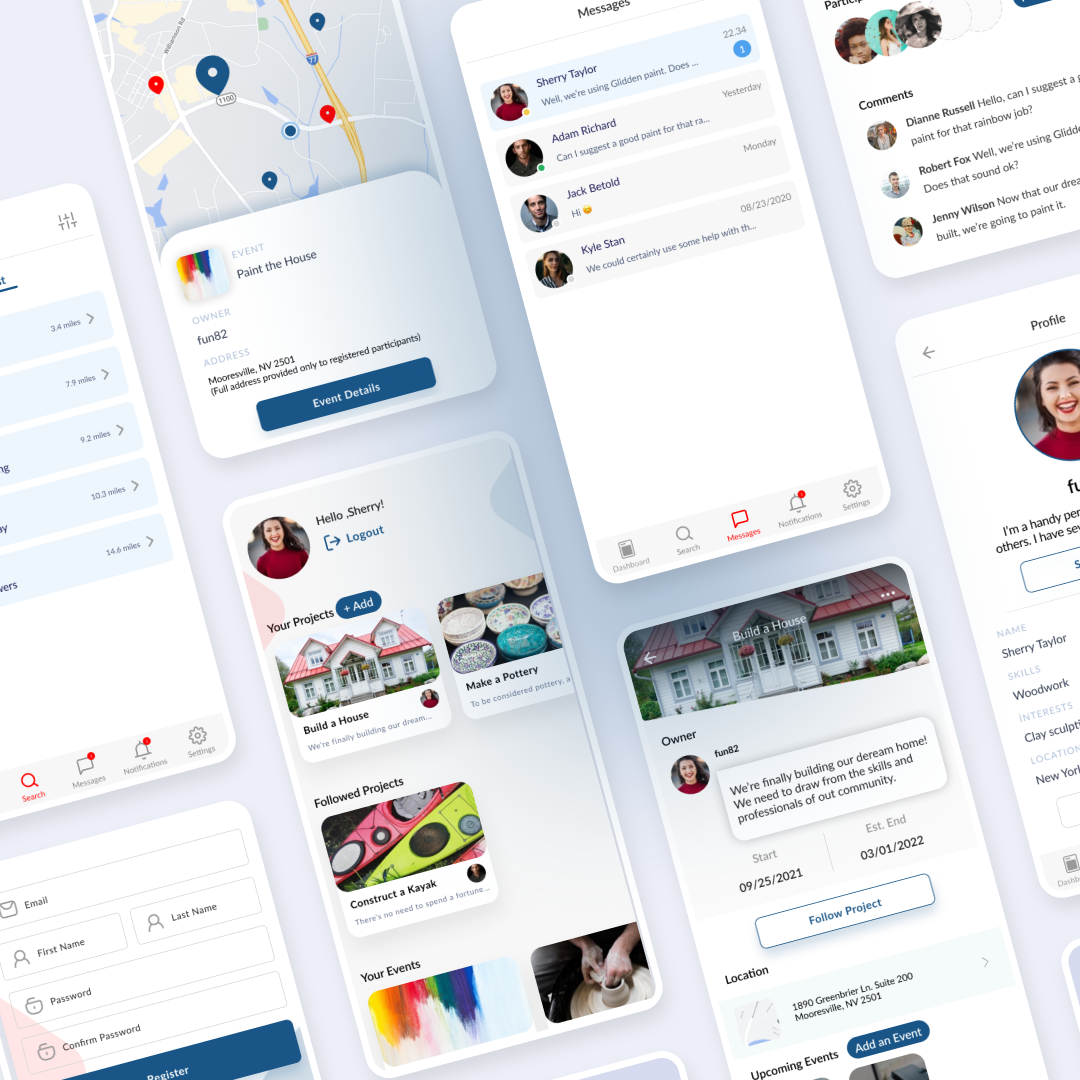 Williamson Rd
77
1100
EVENT
Paint the House
OWNER
fun82
ADDRESS
Mooresville, NV 2501
(Full address provided only to registered participants)
Event Details
Messages
Sherry Taylor
22.34
Well, we're using Glidden paint. Does ...
1
Adam Richard
Yesterday
Can I suggest a good paint for that ra...
Jack Betold
Monday
Hi 😊
Kyle Stan
08/23/2020
We could certainly use some help with th...
Dashboard
Search
Messages
Notifications
Settings
Comments
Dianne Russell Hello, can I suggest a
paint for that rainbow job?
Robert Fox Well, we're using
Does that sound ok?
Jenny Wilson Now that our
built, we're going to paint it.
3.4 miles
7.9 miles
9.2 miles
10.3 miles
14.6 miles
Search
Messages
Notifications
Settings
Email
First Name
Last Name
Password
Confirm Password
Register
Hello ,Sherry!
Logout
Your Projects
+ Add
Build a House
We're finally building our dream...
Make a Pottery
To be considered pottery, a
Followed Projects
Construct a Kayak
There's no need to spend a fortune...
Your Events
Build a House
Owner
fun82
We're finally building our deream home!
We need to draw from the skills and
professionals of out community.
Start
09/25/2021
Est. End
03/01/2022
Follow Project
Location
1890 Greenbrier Ln. Suite 200
Mooresville, NV 2501
Upcoming Events
Add an Event
Profile
I'm a handy
others. I have
NAME
Sherry Taylor
SKILLS
Woodwork
INTERESTS
Clay
LOCATION
New York